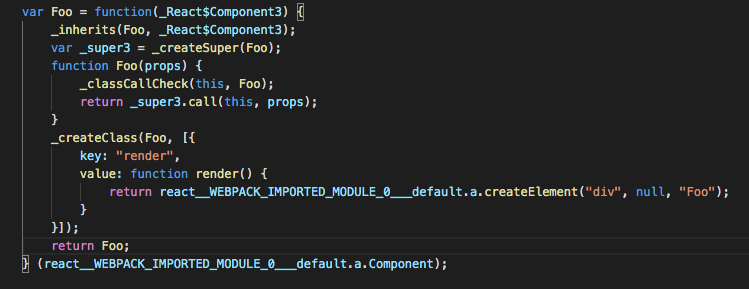 var Foo = function(_React$Component3) {
_inherits(Foo, _React$Component3);
var _super3 = _createSuper(Foo);
function Foo(props) {
_classCallCheck(this, Foo);
return _super3.call(this, props);
}
_createClass(Foo, [{
key: "render",
value: function render() {
return react__WEBPACK_IMPORTED_MODULE_0___default.a.createElement("div", null, "Foo");
}
}]);
return Foo;
} (react__WEBPACK_IMPORTED_MODULE_0___default.a.Component);